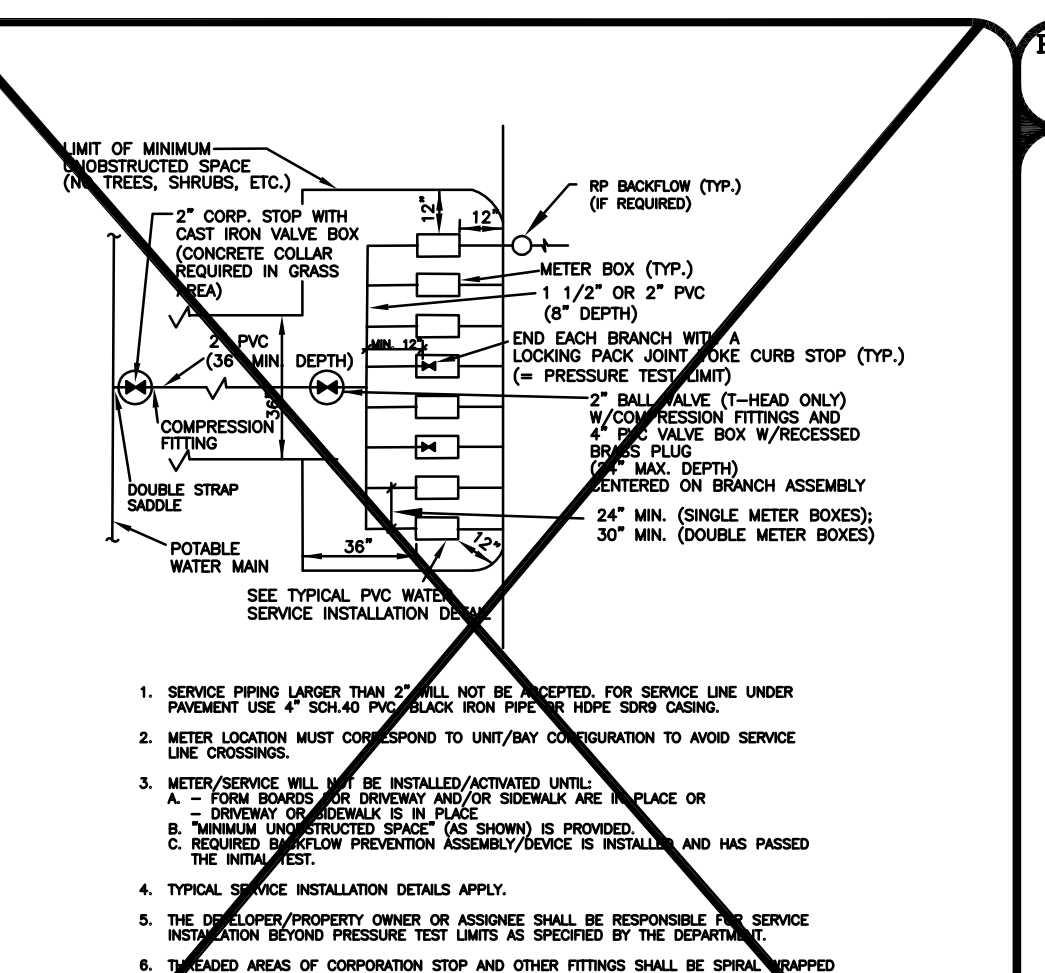 LIMIT OF MINIMUM
UNOBSTRUCTED SPACE
(NO TREES, SHRUBS, ETC.)
2" CORP. STOP WITH
CAST IRON VALVE BOX
(CONCRETE COLLAR
REQUIRED IN GRASS
AREA)
12"
12"
RP BACKFLOW (TYP.)
(IF REQUIRED)
METER BOX (TYP.)
1 1/2" OR 2" PVC
(8" DEPTH)
END EACH BRANCH WITH A
LOCKING PACK JOINT YOKE CURB STOP (TYP.)
(= PRESSURE TEST LIMIT)
MIN. 12"
2" PVC
(36" MIN. DEPTH)
36"
2" BALL VALVE (T-HEAD ONLY)
W/COMPRESSION FITTINGS AND
4" PVC VALVE BOX W/RECESSED
BRASS PLUG
(24" MAX. DEPTH)
CENTERED ON BRANCH ASSEMBLY
COMPRESSION
FITTING
DOUBLE STRAP
SADDLE
24" MIN. (SINGLE METER BOXES);
30" MIN. (DOUBLE METER BOXES)
36"
12"
POTABLE
WATER MAIN
SEE TYPICAL PVC WATER
SERVICE INSTALLATION DETAIL
1. SERVICE PIPING LARGER THAN 2" WILL NOT BE ACCEPTED. FOR SERVICE LINE UNDER
PAVEMENT USE 4" SCH.40 PVC, BLACK IRON PIPE OR HDPE SDR9 CASING.
2. METER LOCATION MUST CORRESPOND TO UNIT/BAY CONFIGURATION TO AVOID SERVICE
LINE CROSSINGS.
3. METER/SERVICE WILL NOT BE INSTALLED/ACTIVATED UNTIL:
A. – FORM BOARDS FOR DRIVEWAY AND/OR SIDEWALK ARE IN PLACE OR
– DRIVEWAY OR SIDEWALK IS IN PLACE
B. "MINIMUM UNOBSTRUCTED SPACE" (AS SHOWN) IS PROVIDED.
C. REQUIRED BACKFLOW PREVENTION ASSEMBLY/DEVICE IS INSTALLED AND HAS PASSED
THE INITIAL TEST.
4. TYPICAL SERVICE INSTALLATION DETAILS APPLY.
5. THE DEVELOPER/PROPERTY OWNER OR ASSIGNEE SHALL BE RESPONSIBLE FOR SERVICE
INSTALLATION BEYOND PRESSURE TEST LIMITS AS SPECIFIED BY THE DEPARTMENT.
6. THREADED AREAS OF CORPORATION STOP AND OTHER FITTINGS SHALL BE SPIRAL WRAPPED